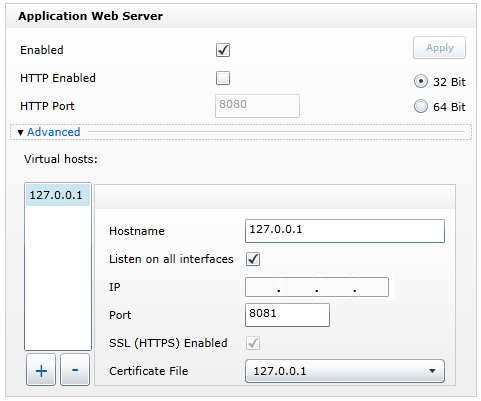 Application Web Server
Enabled
Apply
HTTP Enabled
32 Bit
HTTP Port
8080
64 Bit
Advanced
Virtual hosts:
127.0.0.1
Hostname
127.0.0.1
Listen on all interfaces
IP
. . .
Port
8081
SSL (HTTPS) Enabled
+ -
Certificate File
127.0.0.1